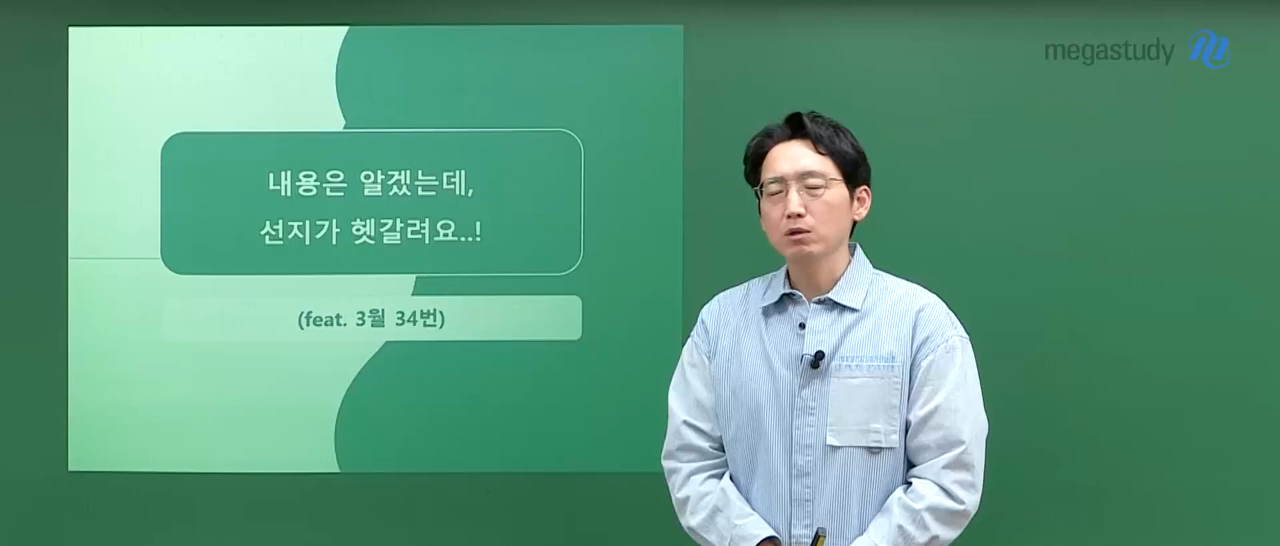 megastudy
내용은 알겠는데,
선지가 헷갈려요..!
(feat. 3월 34번)